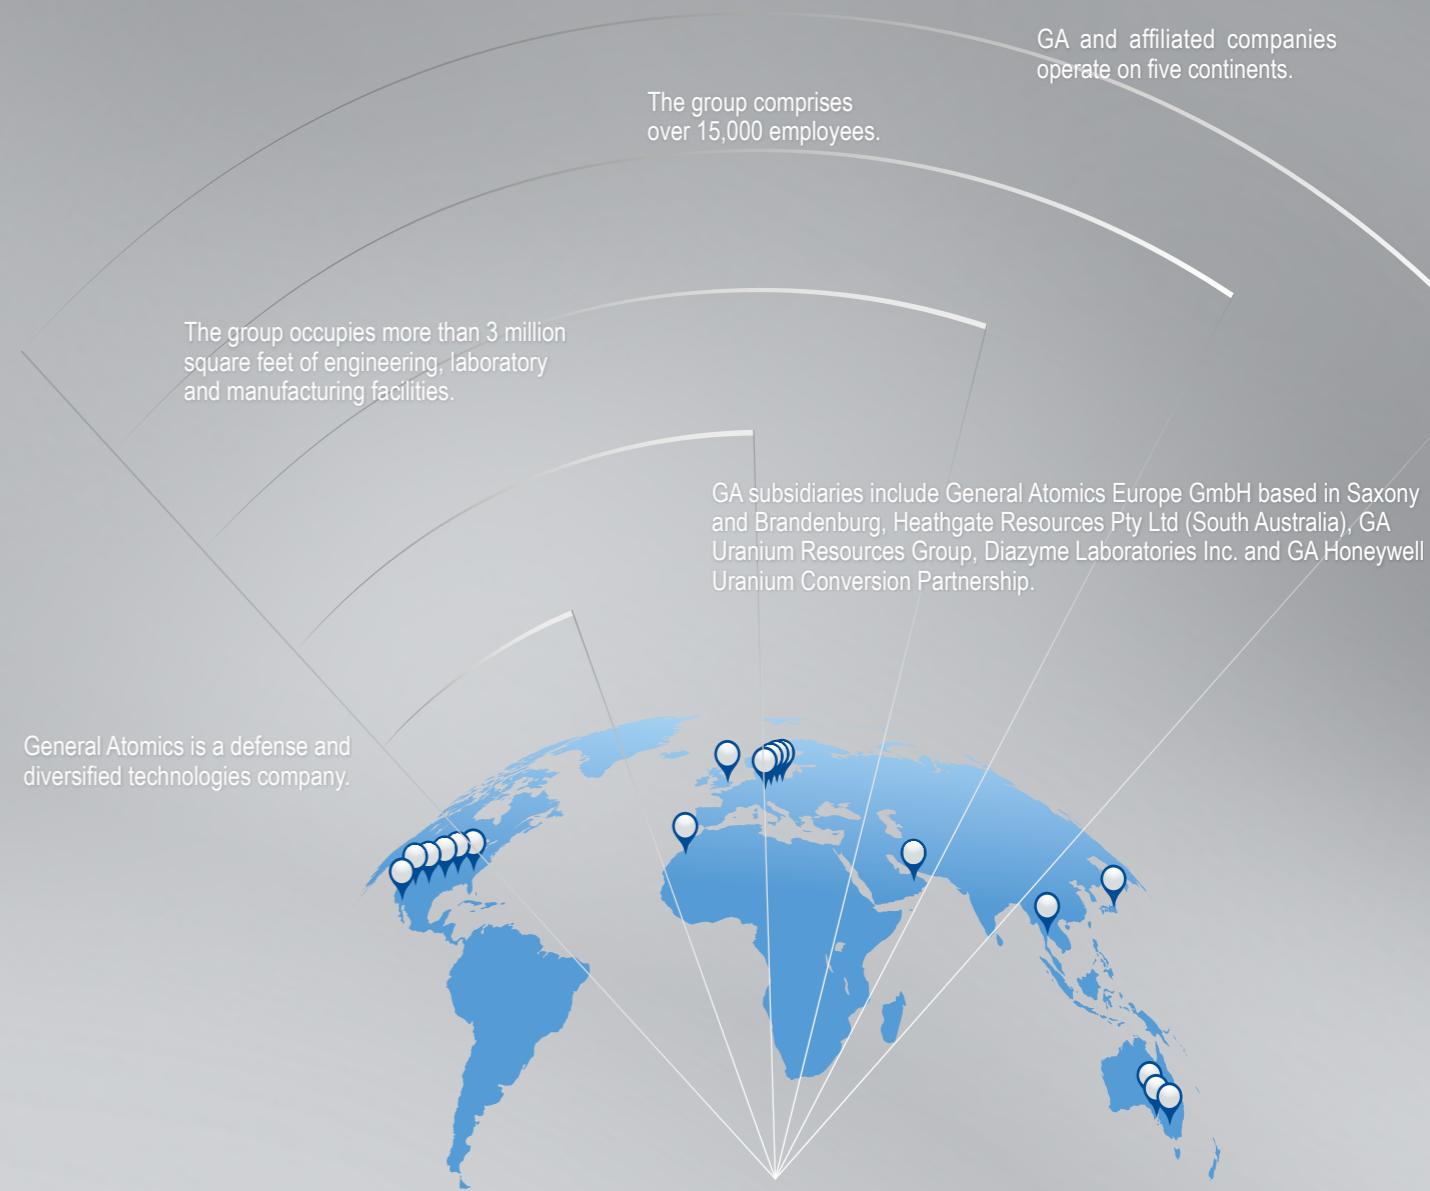 GA and affiliated companies
operate on five continents.
The group comprises
over 15,000 employees.
The group occupies more than 3 million
square feet of engineering, laboratory
and manufacturing facilities.
GA subsidiaries include General Atomics Europe GmbH based in Saxony
and Brandenburg, Heathgate Resources Pty Ltd (South Australia), GA
Uranium Resources Group, Diazyme Laboratories Inc. and GA Honeywell
Uranium Conversion Partnership.
General Atomics is a defense and
diversified technologies company.